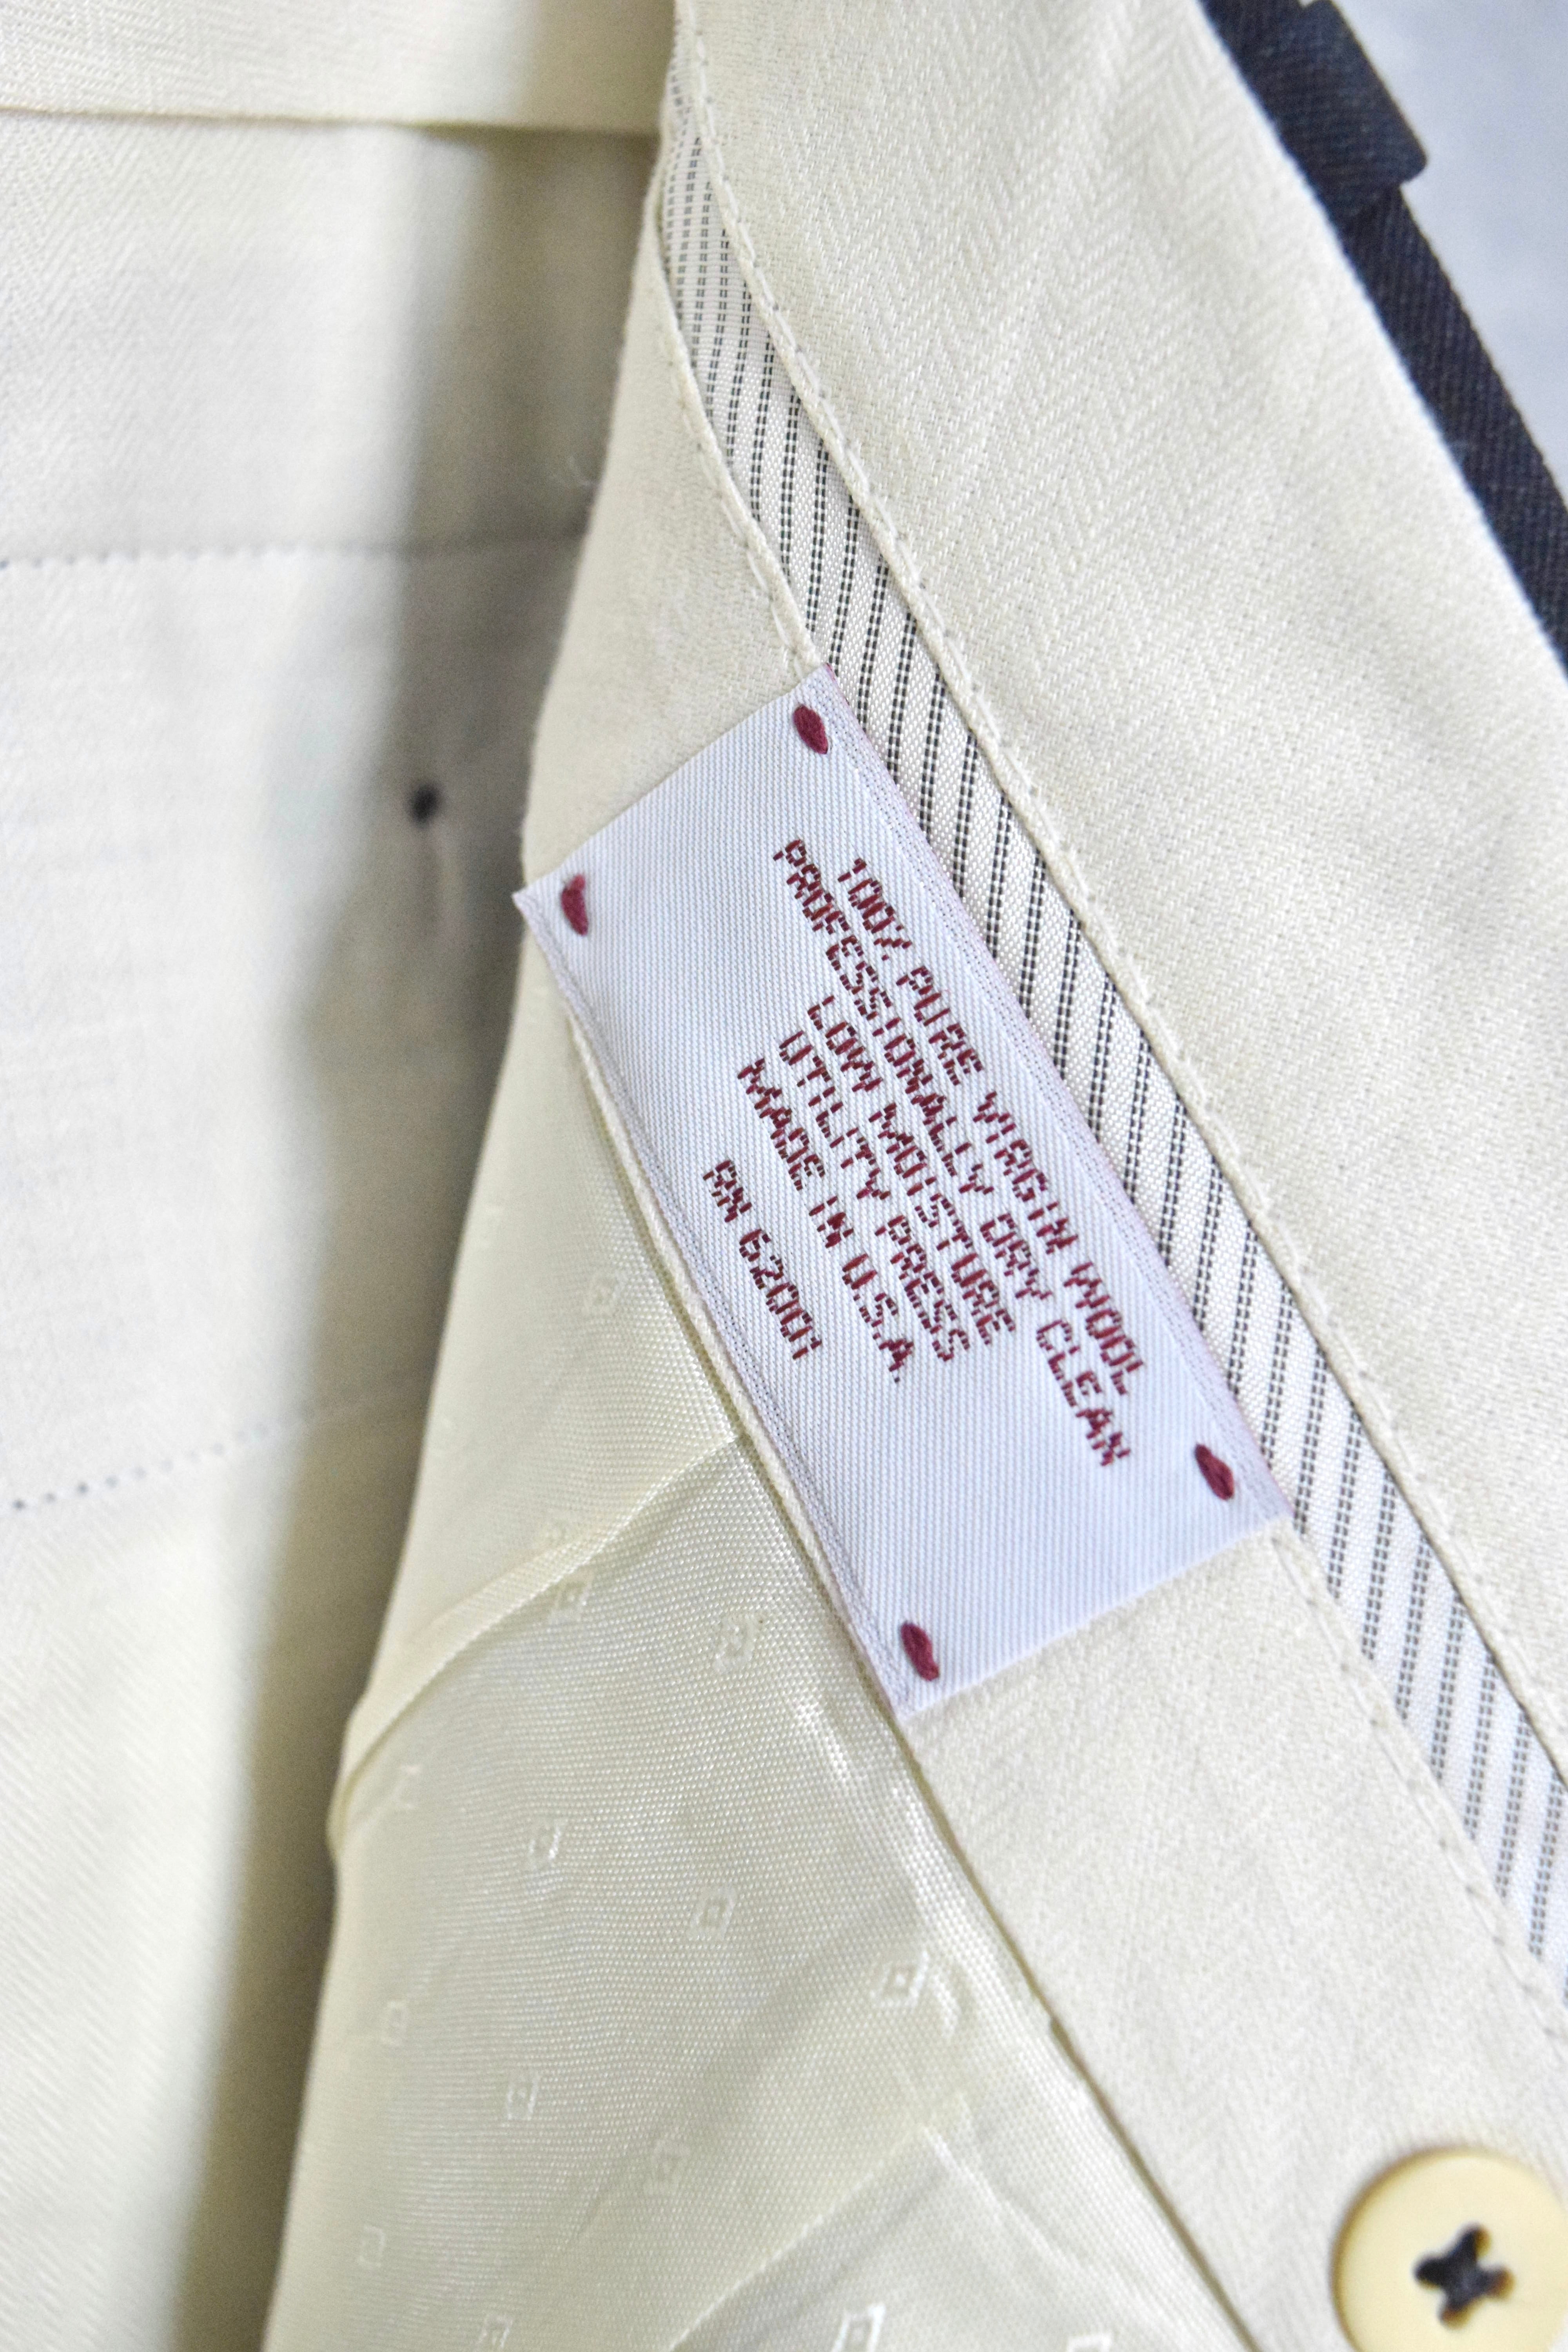 100% PURE VIRGIN WOOL
PROFESSIONALLY DRY CLEAN
LOW MOISTURE
UTILITY PRESS
MADE IN U.S.A.
RN 62001